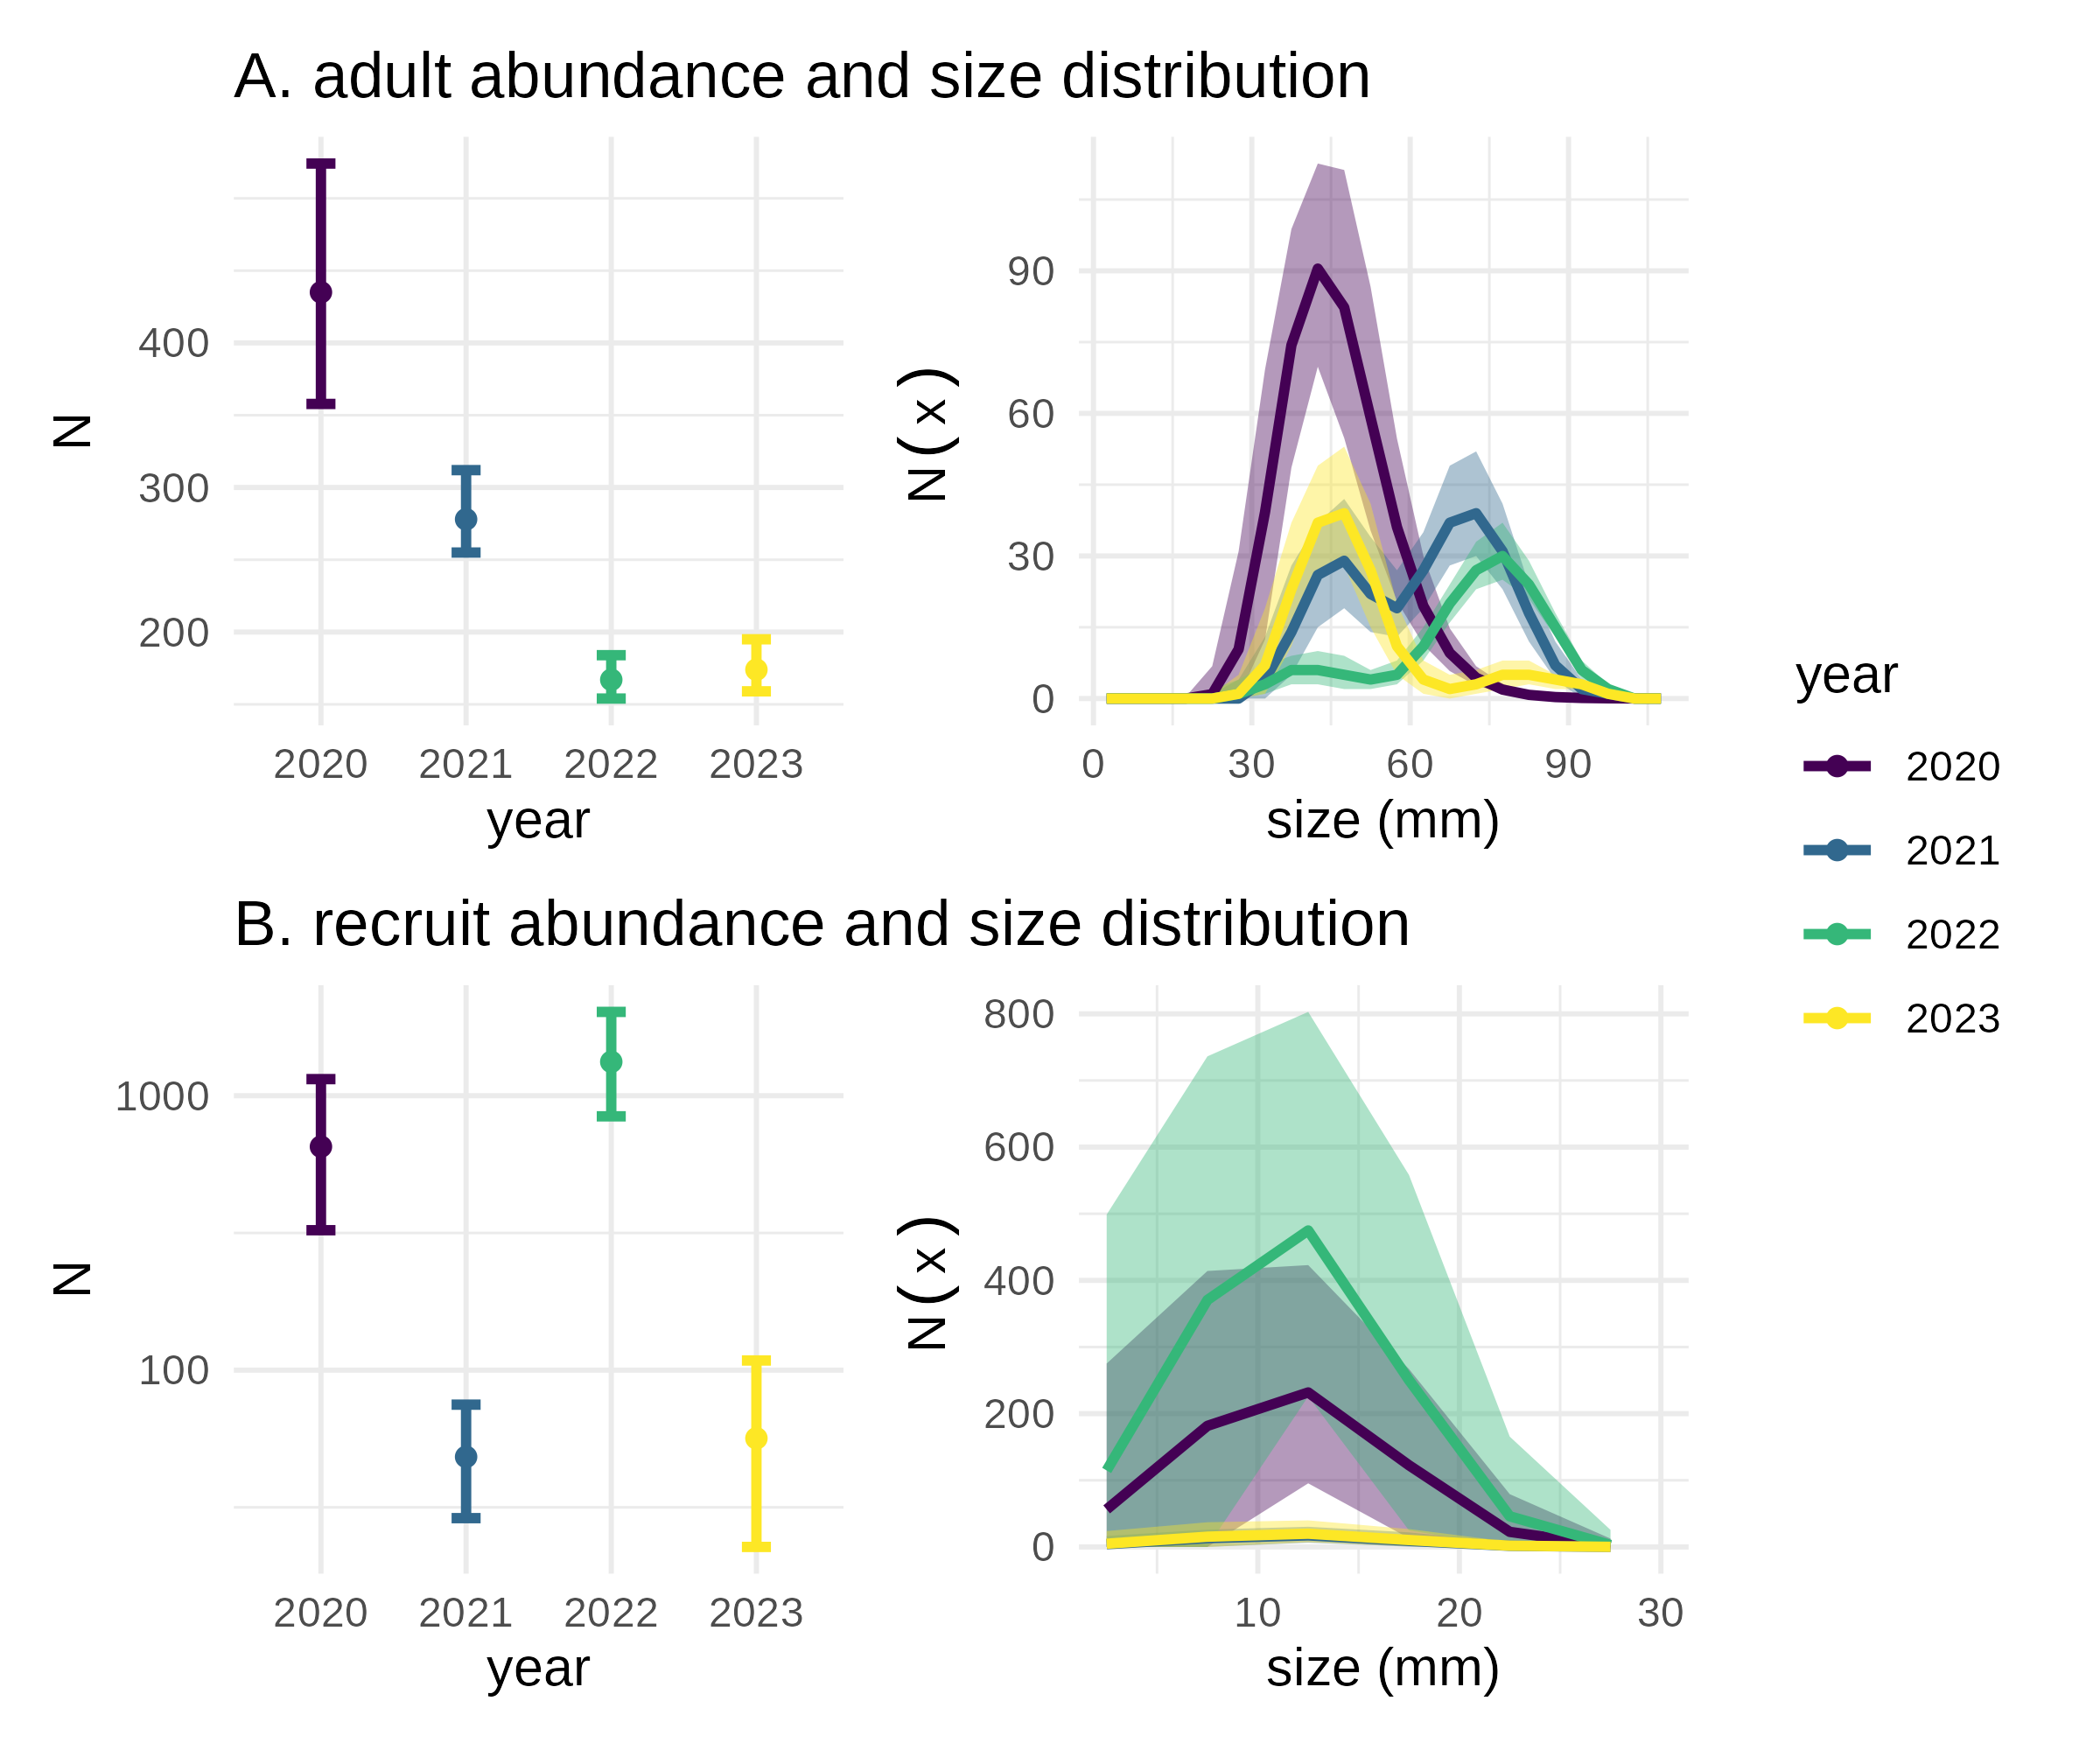 A. adult abundance and size distribution
N
400
300
200
2020 2021 2022 2023
year
N ( x )
90
60
30
0
0 30 60 90
size (mm)
B. recruit abundance and size distribution
N
1000
100
2020 2021 2022 2023
year
N ( x )
800
600
400
200
0
10 20 30
size (mm)
year
2020
2021
2022
2023